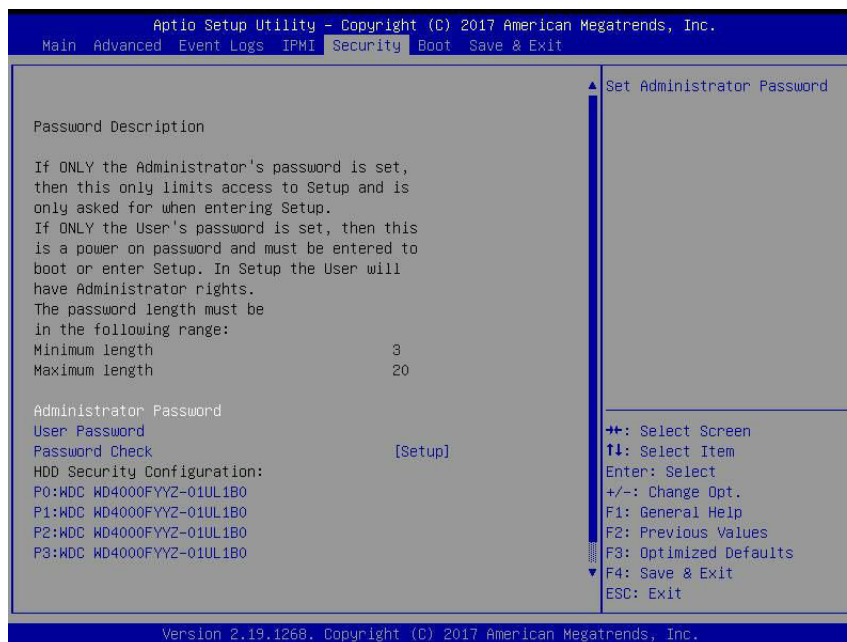 Aptio Setup Utility – Copyright (C) 2017 American Megatrends, Inc.
Main Advanced Event Logs IPMI Security Boot Save & Exit
Password Description
If ONLY the Administrator's password is set,
then this only limits access to Setup and is
only asked for when entering Setup.
If ONLY the User's password is set, then this
is a power on password and must be entered to
boot or enter Setup. In Setup the User will
have Administrator rights.
The password length must be
in the following range:
Minimum length 3
Maximum length 20
Administrator Password
User Password
Password Check [Setup]
HDD Security Configuration:
P0:WDC WD4000FYYZ-01UL1B0
P1:WDC WD4000FYYZ-01UL1B0
P2:WDC WD4000FYYZ-01UL1B0
P3:WDC WD4000FYYZ-01UL1B0
Set Administrator Password
→←: Select Screen
↑↓: Select Item
Enter: Select
+/-: Change Opt.
F1: General Help
F2: Previous Values
F3: Optimized Defaults
F4: Save & Exit
ESC: Exit
Version 2.19.1268. Copyright (C) 2017 American Megatrends, Inc.